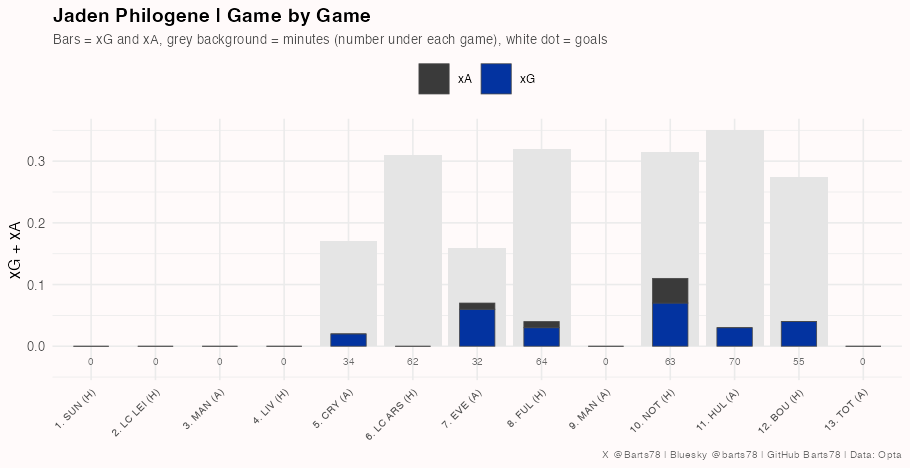 Jaden Philogene | Game by Game
Bars = xG and xA, grey background = minutes (number under each game), white dot = goals
xA xG
xG + xA
0.3
0.2
0.1
0.0
0 0 0 0 34 62 32 64 0 63 70 55 0
1. SUN (H)
2. LC LEI (H)
3. MAN (A)
4. LIV (H)
5. CRY (A)
6. LC ARS (H)
7. EVE (A)
8. FUL (H)
9. MAN (A)
10. NOT (H)
11. HUL (A)
12. BOU (H)
13. TOT (A)
X @Barts78 | Bluesky @barts78 | GitHub Barts78 | Data: Opta